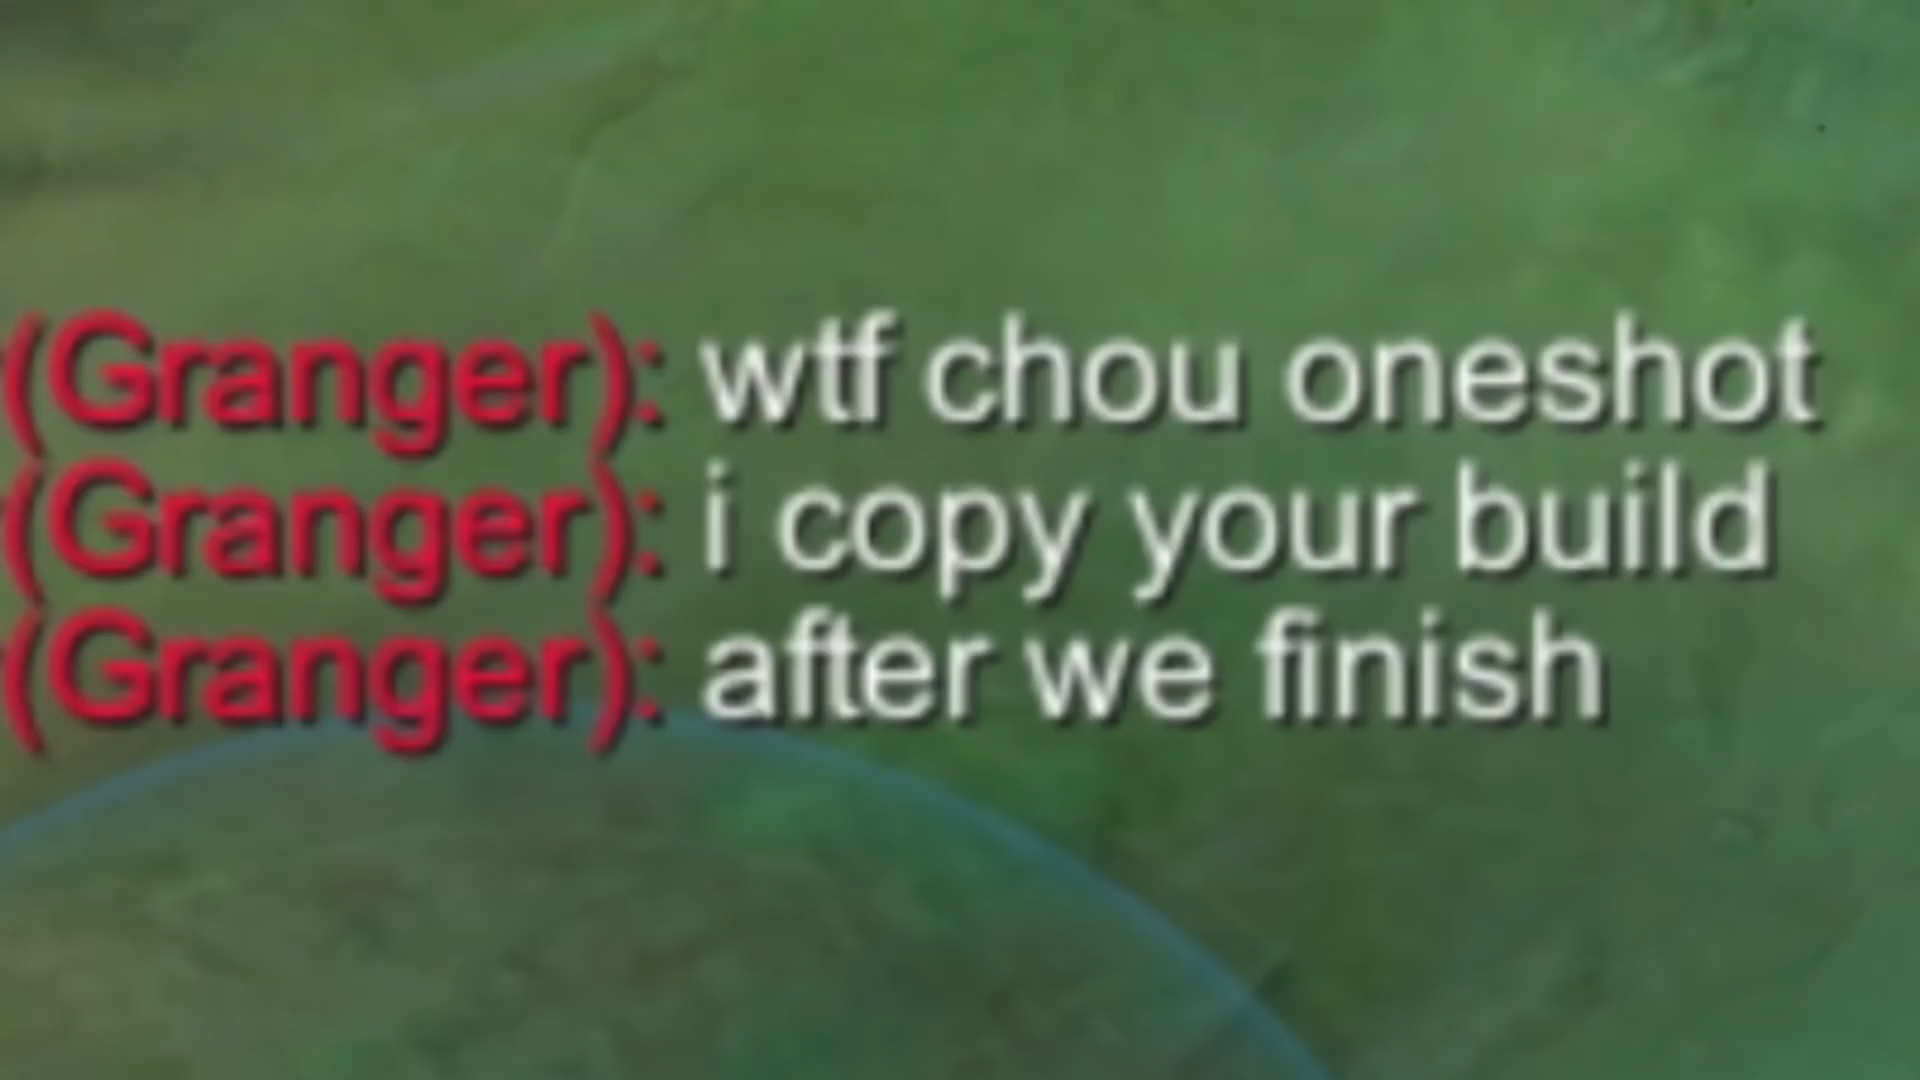 (Granger): wtf chou oneshot
(Granger): i copy your build
(Granger): after we finish